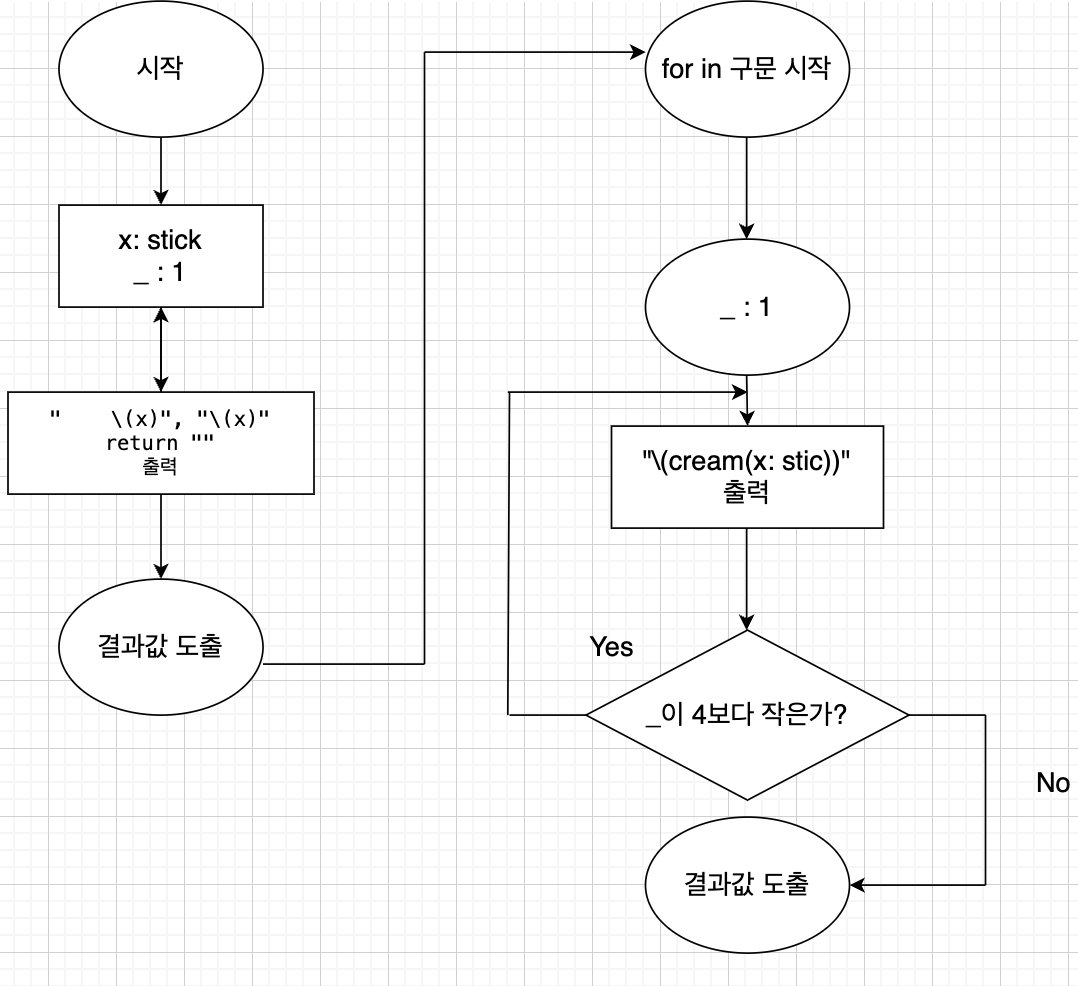 시작
x: stick
_ : 1
"    \(x)", "\(x)"
return ""
출력
결과값 도출
for in 구문 시작
_ : 1
"\(cream(x: stic))"
출력
Yes
_이 4보다 작은가?
No
결과값 도출